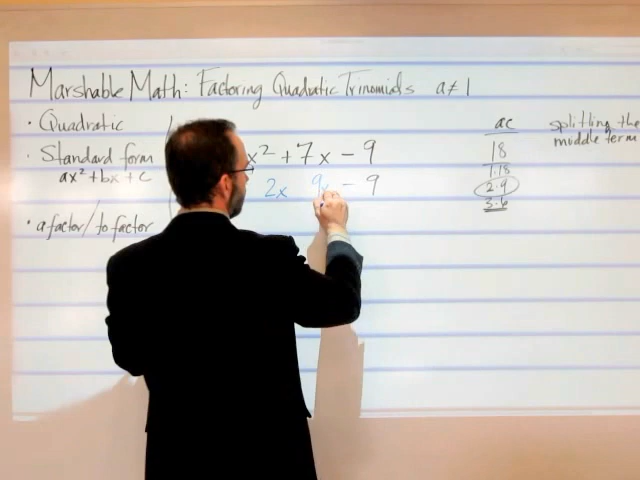 Marshable Math: Factoring Quadratic Trinomials a≠1
• Quadratic
• Standard form
ax² + bx + c
• a factor / to factor
x² + 7x − 9
2x 9x − 9
ac
18
1·18
2·9
3·6
splitting the
middle term